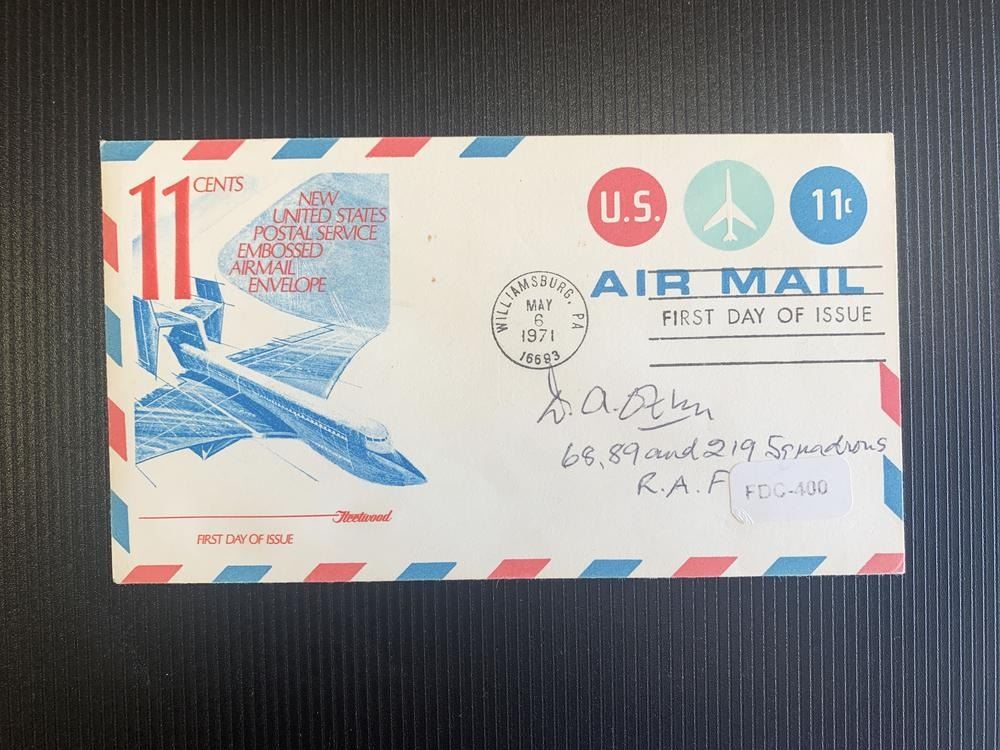 11 CENTS
NEW
UNITED STATES
POSTAL SERVICE
EMBOSSED
AIRMAIL
ENVELOPE
Fleetwood
FIRST DAY OF ISSUE
U.S.
11c
AIR MAIL
FIRST DAY OF ISSUE
WILLIAMSBURG, PA
MAY
6
1971
16693
D. A.
68, 89 and 219 Squadrons
R.A.F
FDC-400